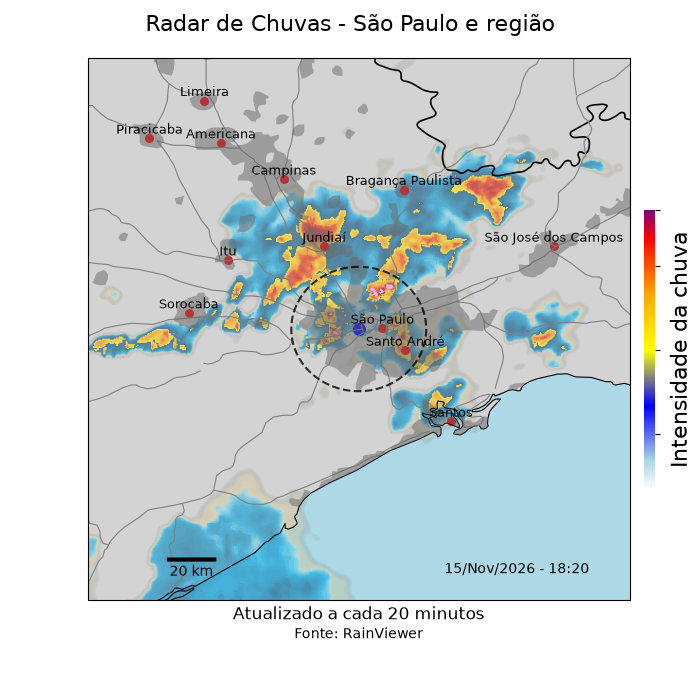 Radar de Chuvas - São Paulo e região
Limeira
Piracicaba
Americana
Campinas
Bragança Paulista
Jundiaí
São José dos Campos
Itu
Sorocaba
São Paulo
Santo André
Santos
Intensidade da chuva
20 km
15/Nov/2026 - 18:20
Atualizado a cada 20 minutos
Fonte: RainViewer